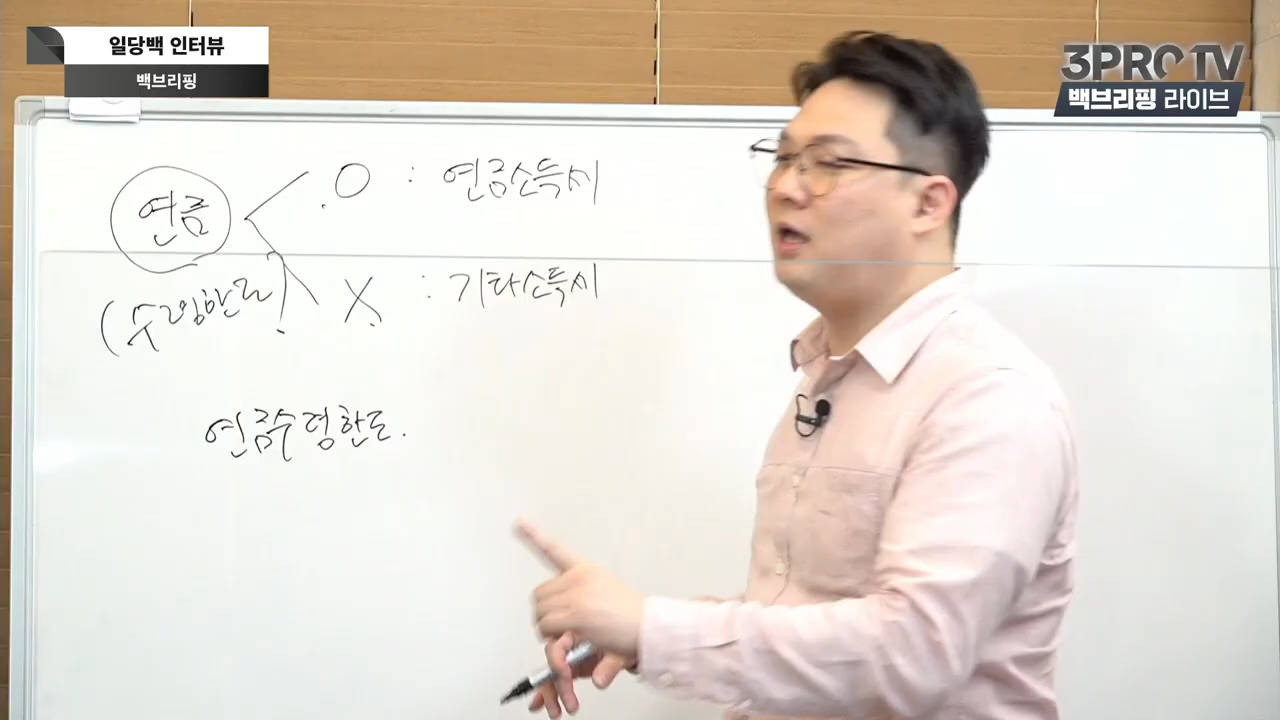 일당백 인터뷰
백브리핑
3PRO TV
백브리핑 라이브
연금
O : 연금소득세
(수령한도)
X : 기타소득세
연금수령한도.